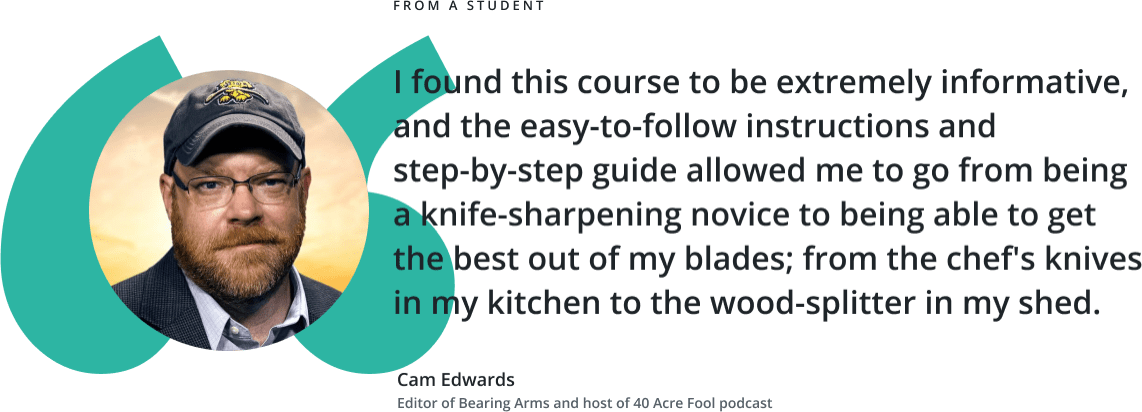 FROM A STUDENT
I found this course to be extremely informative,
and the easy-to-follow instructions and
step-by-step guide allowed me to go from being
a knife-sharpening novice to being able to get
the best out of my blades; from the chef's knives
in my kitchen to the wood-splitter in my shed.
Cam Edwards
Editor of Bearing Arms and host of 40 Acre Fool podcast